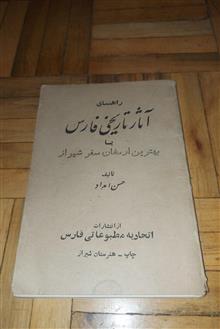 راهنمای
آثار تاریخی فارس
یا
بهترین ارمغان سفر شیراز
تألیف
حسن امداد
از انتشارات
اتحادیه مطبوعاتی فارس
چاپ - هنرستان شیراز